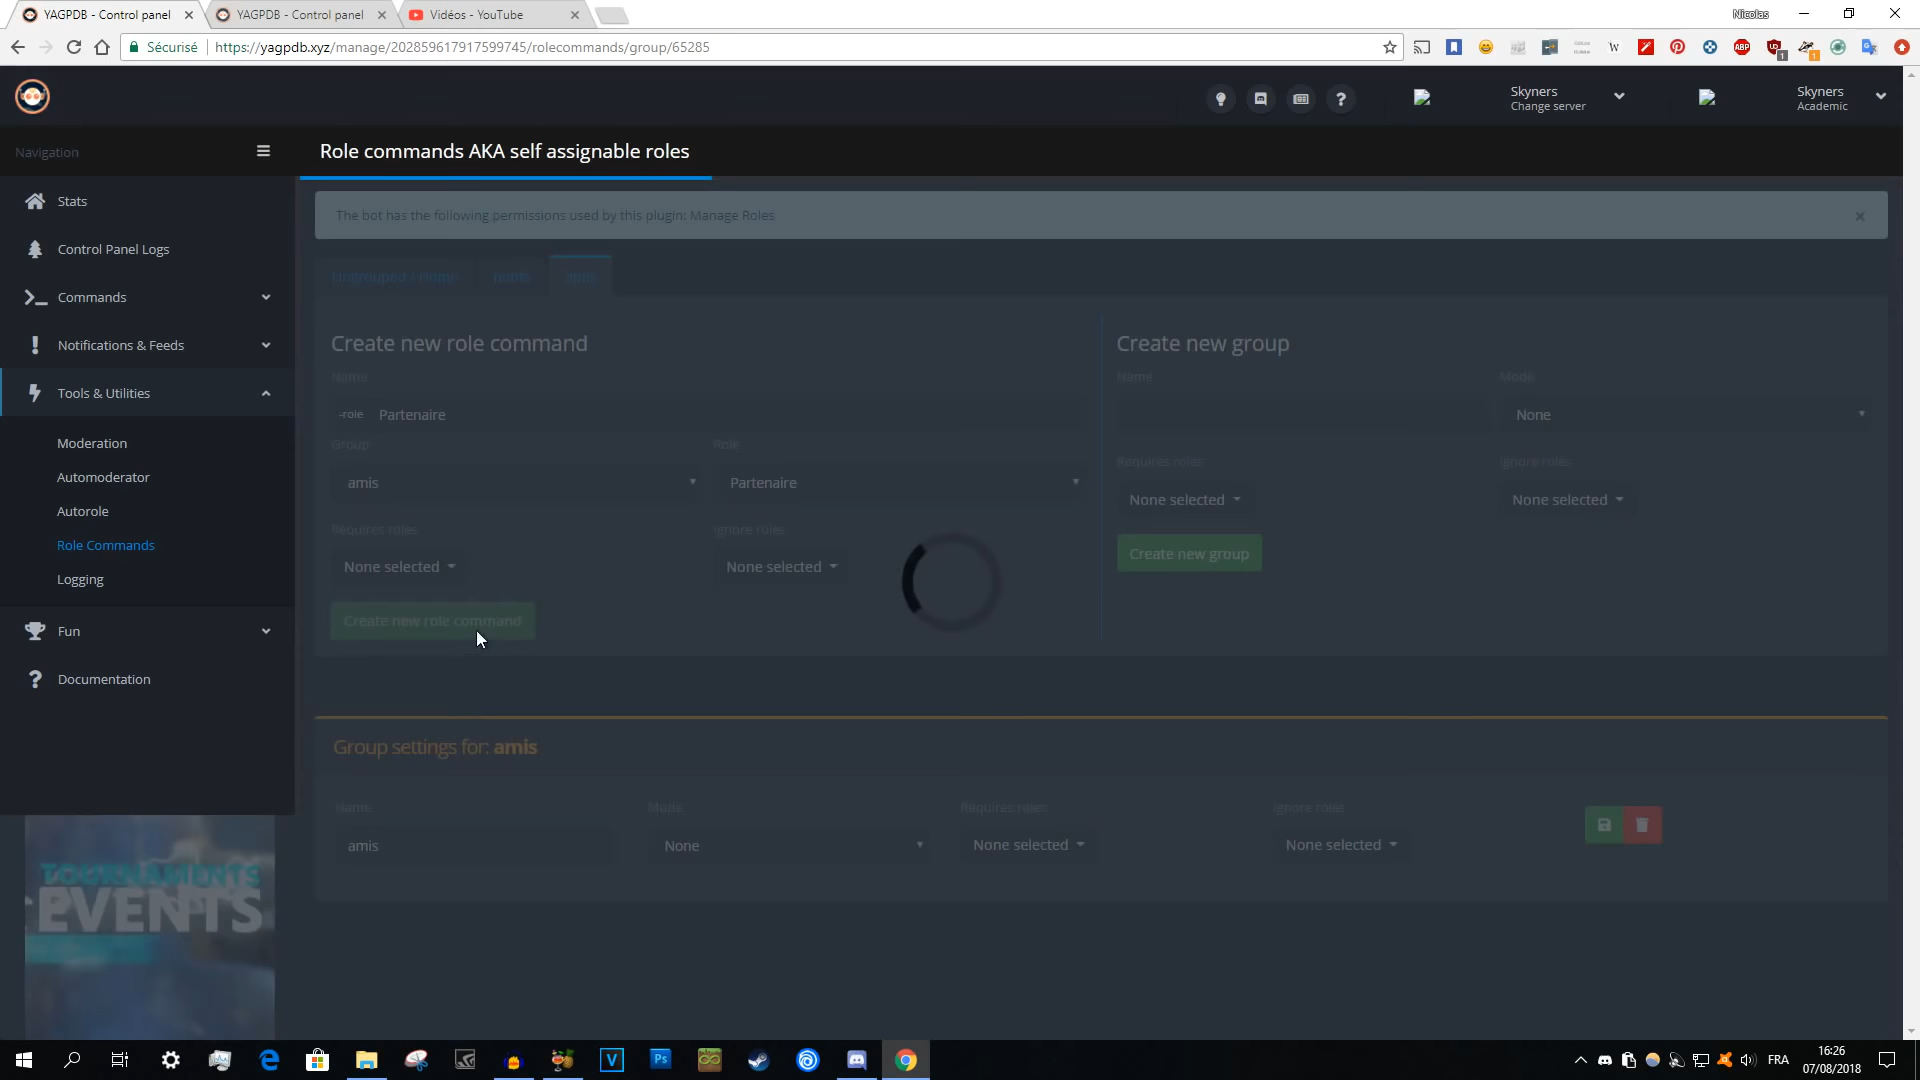 YAGPDB - Control panel
YAGPDB - Control panel
Vidéos - YouTube
Nicolas
Sécurisé
https://yagpdb.xyz/manage/202859617917599745/rolecommands/group/65285
Skyners
Change server
Skyners
Academic
Navigation
Role commands AKA self assignable roles
Stats
Control Panel Logs
Commands
Notifications & Feeds
Tools & Utilities
Moderation
Automoderator
Autorole
Role Commands
Logging
Fun
Documentation
The bot has the following permissions used by this plugin: Manage Roles
Ungrouped / Home
amis
Create new role command
Name
-role Partenaire
Group
Role
amis
Partenaire
Requires roles
Ignore roles
None selected
None selected
Create new role command
Create new group
Name
Mode
None
Requires roles
Ignore roles
None selected
None selected
Create new group
Group settings for: amis
Name
Mode
Requires roles
Ignore roles
amis
None
None selected
None selected
TOURNAMENTS
EVENTS
FRA
16:26
07/08/2018